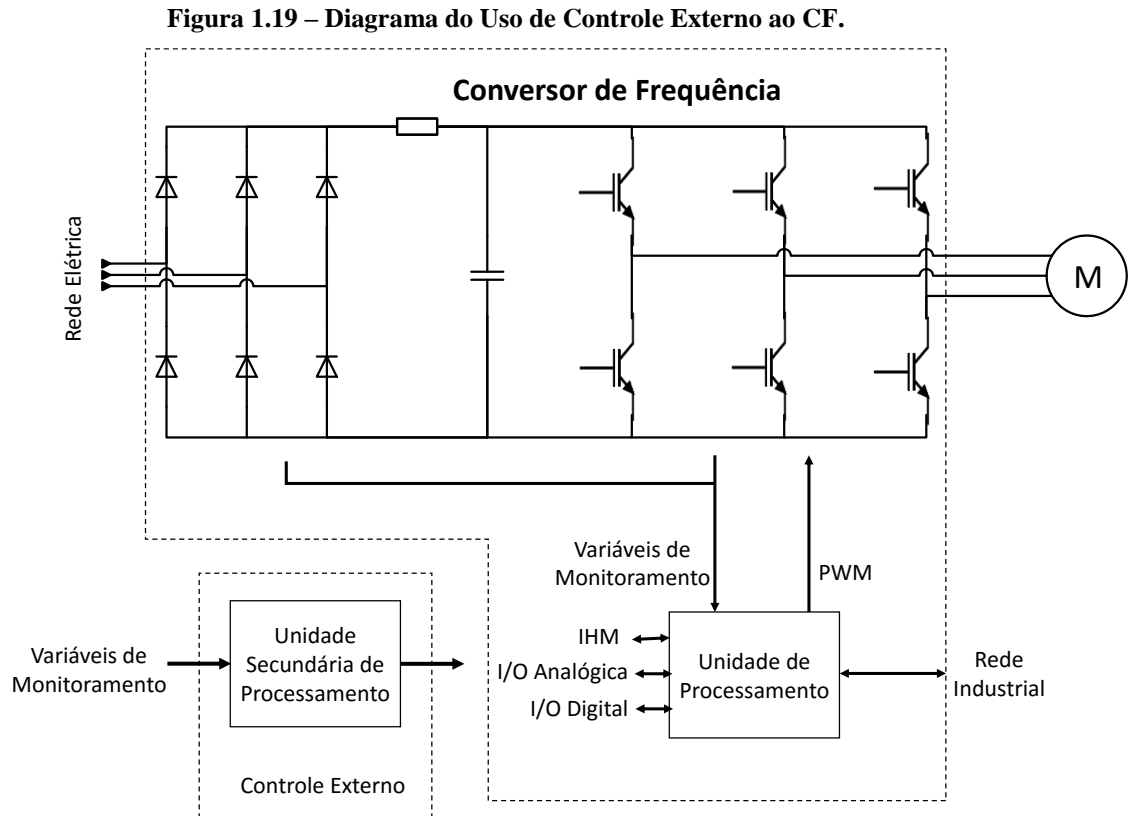 Figura 1.19 – Diagrama do Uso de Controle Externo ao CF.
Conversor de Frequência
Rede Elétrica
M
Variáveis de
Monitoramento
PWM
IHM
I/O Analógica
I/O Digital
Unidade de
Processamento
Rede
Industrial
Variáveis de
Monitoramento
Unidade
Secundária de
Processamento
Controle Externo